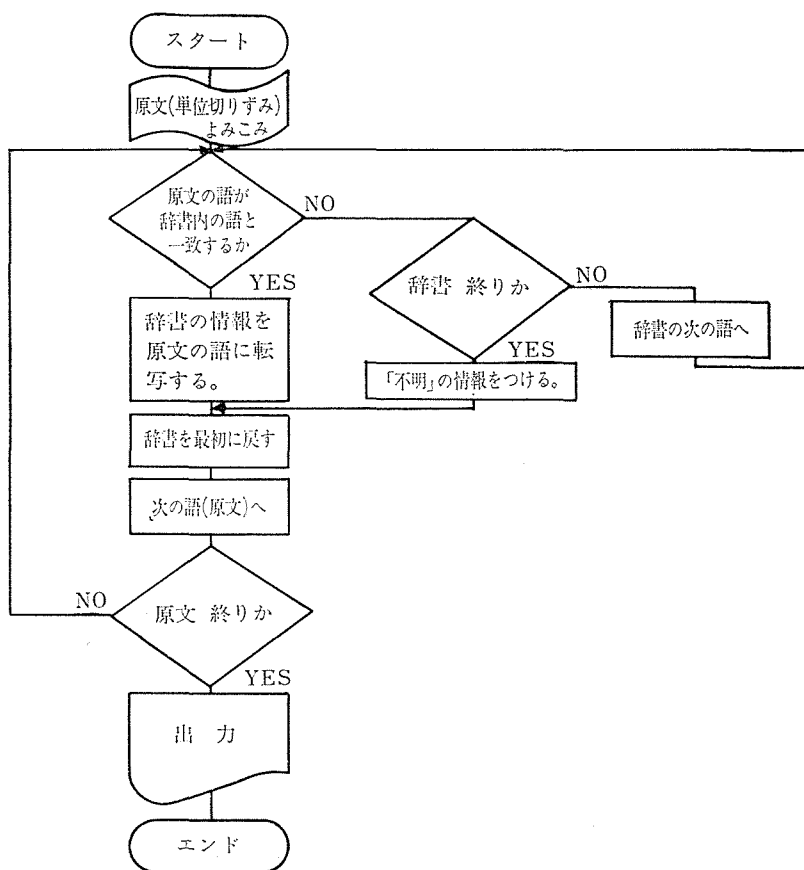 スタート
原文(単位切りずみ)
よみこみ
原文の語が
辞書内の語と
一致するか
NO
YES
辞書 終りか
NO
YES
辞書の次の語へ
辞書の情報を
原文の語に転
写する。
「不明」の情報をつける。
辞書を最初に戻す
次の語(原文)へ
原文 終りか
NO
YES
出 力
エンド